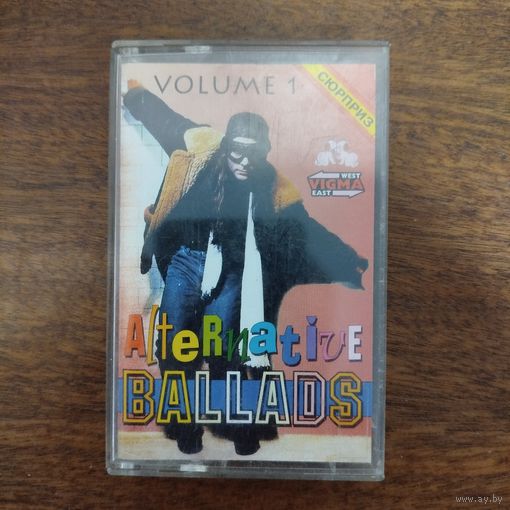 VOLUME 1
СЮРПРИЗ
WEST
VIGMA
EAST
AlteRnativE
BALLADS
www.ay.by